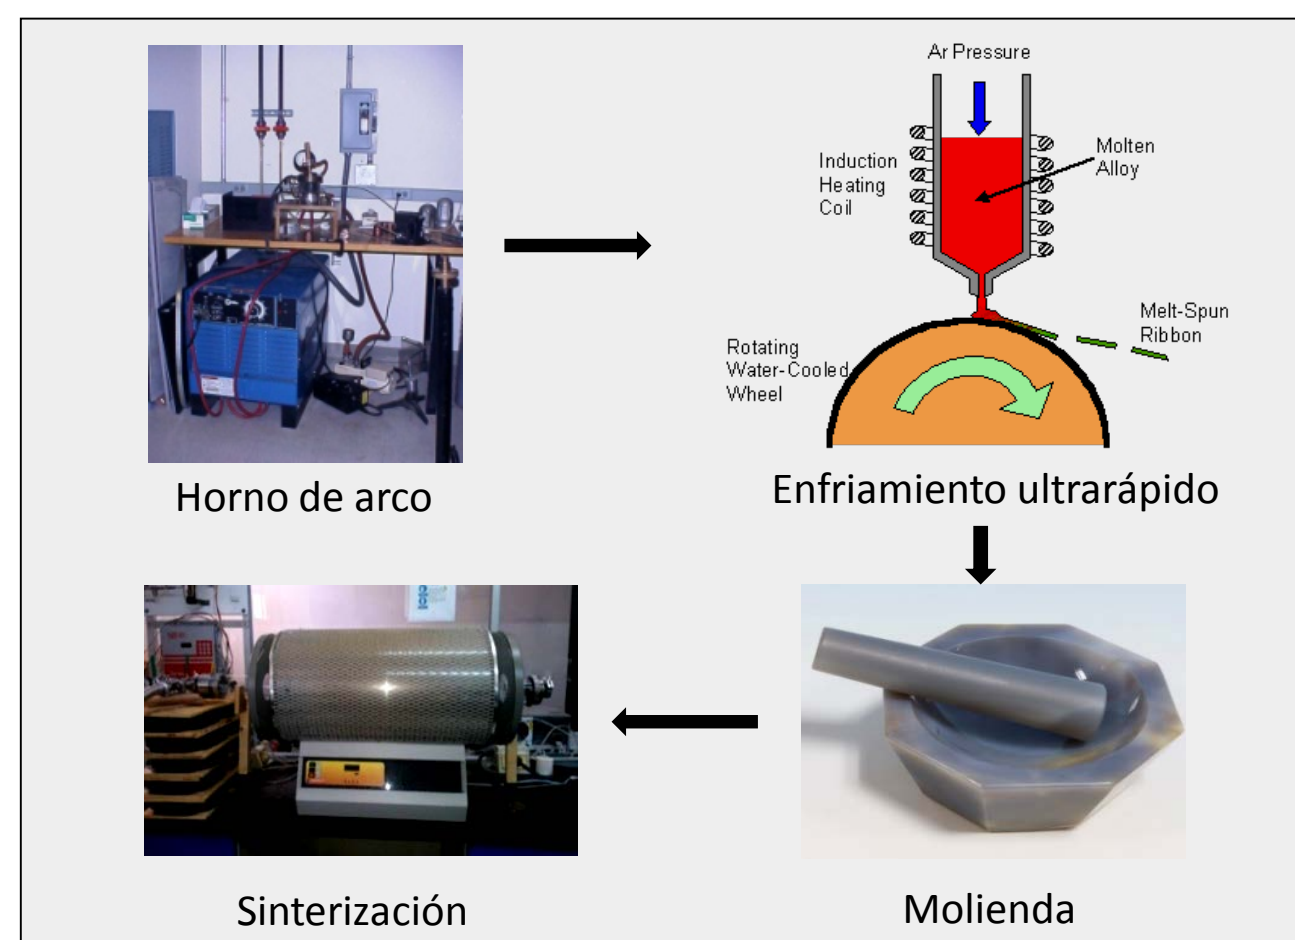 Ar Pressure
Molten
Alloy
Induction
Heating
Coil
Melt-Spun
Ribbon
Rotating
Water-Cooled
Wheel
Horno de arco
Enfriamiento ultrarápido
Sinterización
Molienda